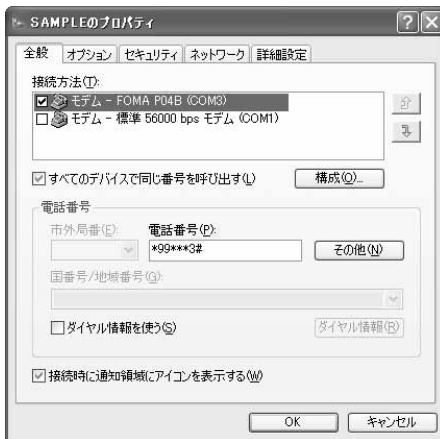 SAMPLEのプロパティ
全般 オプション セキュリティ ネットワーク 詳細設定
接続方法(T):
モデム - FOMA P04B (COM3)
モデム - 標準 56000 bps モデム (COM1)
すべてのデバイスで同じ番号を呼び出す(L) 構成(O)...
電話番号
市外局番(E): 電話番号(P):
*99***3# その他(N)
国番号/地域番号(G):
ダイヤル情報を使う(S) ダイヤル情報(R)
接続時に通知領域にアイコンを表示する(W)
OK キャンセル